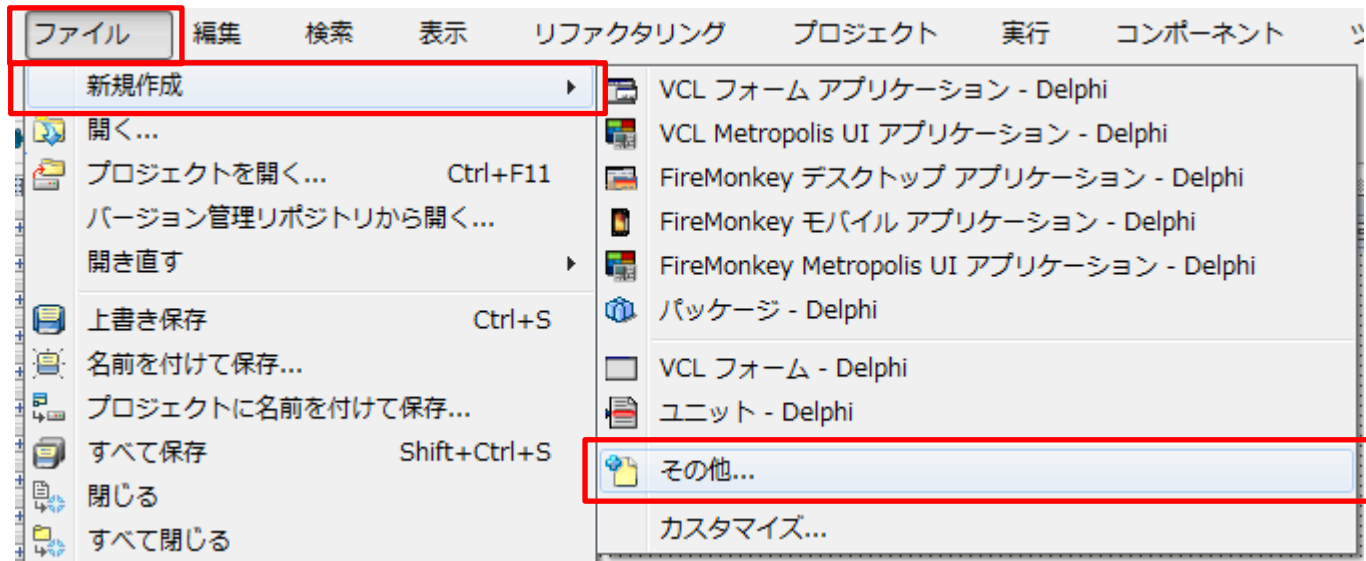 ファイル 編集 検索 表示 リファクタリング プロジェクト 実行 コンポーネント
新規作成
開く...
プロジェクトを開く... Ctrl+F11
バージョン管理リポジトリから開く...
開き直す
上書き保存 Ctrl+S
名前を付けて保存...
プロジェクトに名前を付けて保存...
すべて保存 Shift+Ctrl+S
閉じる
すべて閉じる
VCL フォーム アプリケーション - Delphi
VCL Metropolis UI アプリケーション - Delphi
FireMonkey デスクトップ アプリケーション - Delphi
FireMonkey モバイル アプリケーション - Delphi
FireMonkey Metropolis UI アプリケーション - Delphi
パッケージ - Delphi
VCL フォーム - Delphi
ユニット - Delphi
その他...
カスタマイズ...